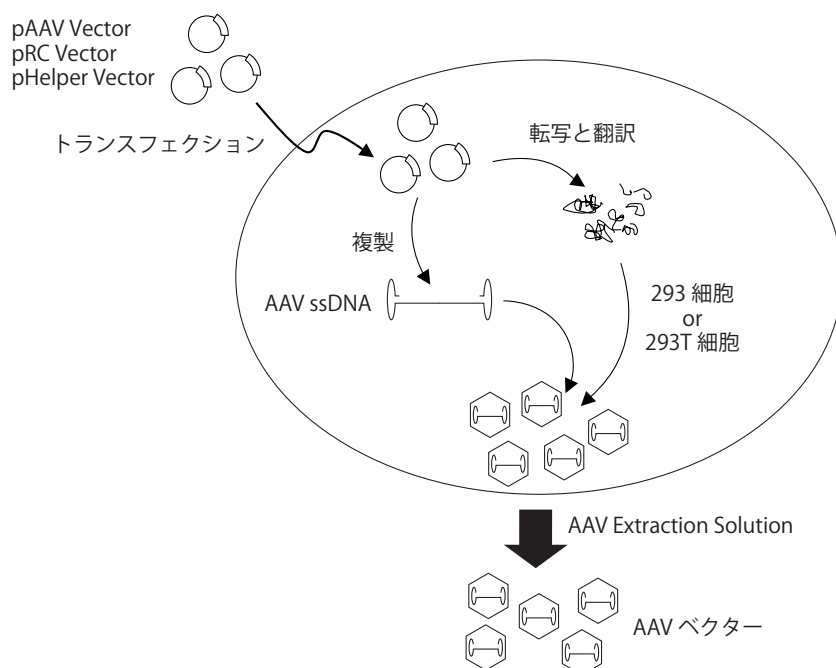 pAAV Vector
pRC Vector
pHelper Vector
トランスフェクション
転写と翻訳
複製
AAV ssDNA
293 細胞
or
293T 細胞
AAV Extraction Solution
AAV ベクター